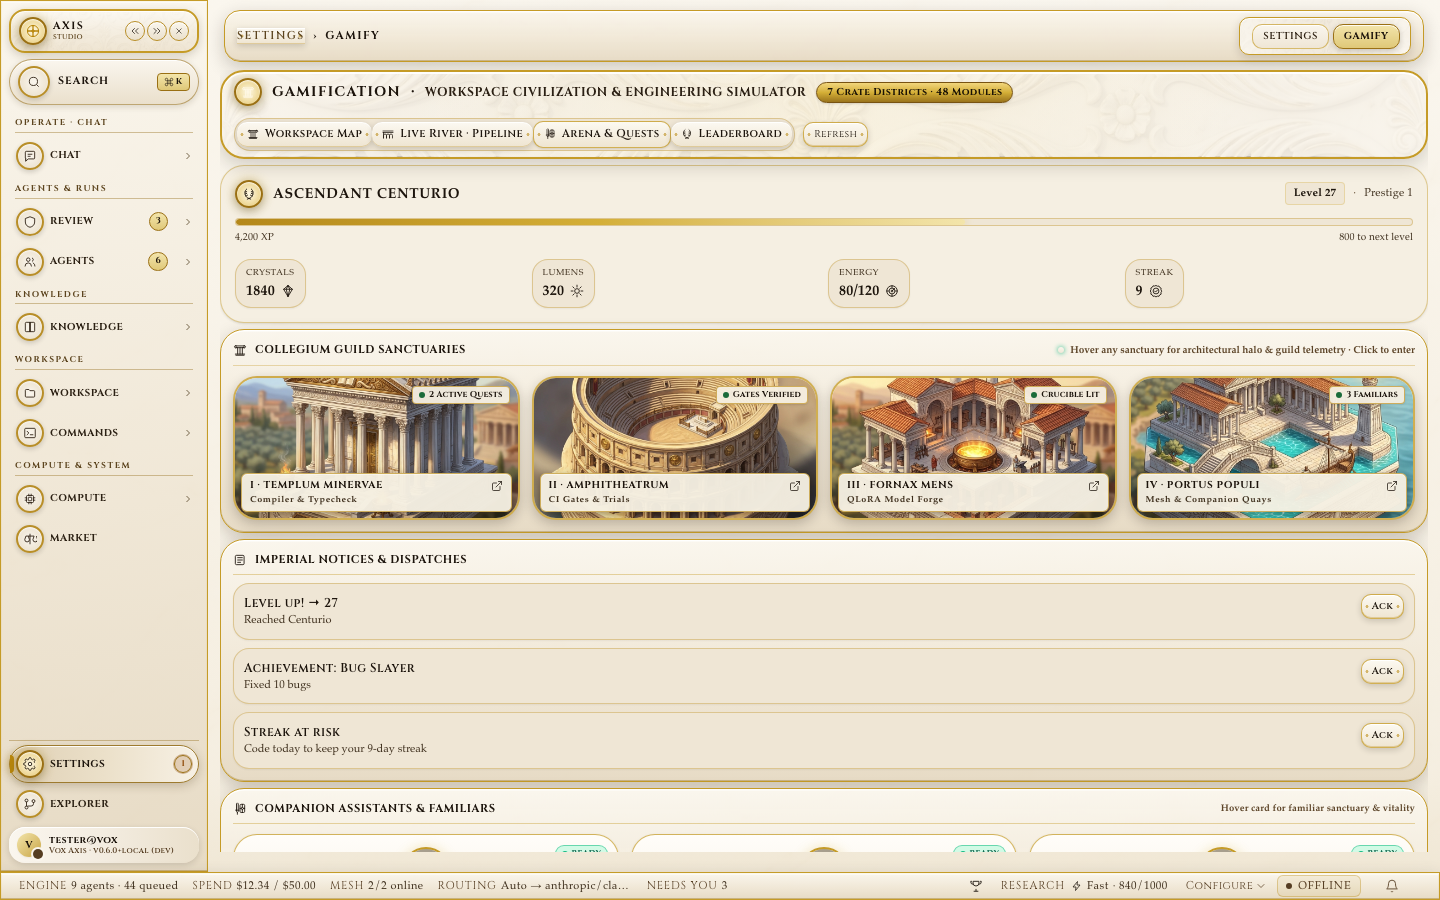 AXIS
STUDIO
SEARCH
⌘ K
OPERATE · CHAT
CHAT
AGENTS & RUNS
REVIEW 3
AGENTS 6
KNOWLEDGE
KNOWLEDGE
WORKSPACE
WORKSPACE
COMMANDS
COMPUTE & SYSTEM
COMPUTE
MARKET
SETTINGS 1
EXPLORER
V
TESTER@VOX
VOX AXIS · V0.6.0+LOCAL (DEV)
SETTINGS › GAMIFY
SETTINGS GAMIFY
GAMIFICATION · WORKSPACE CIVILIZATION & ENGINEERING SIMULATOR 7 CRATE DISTRICTS · 48 MODULES
WORKSPACE MAP LIVE RIVER · PIPELINE ARENA & QUESTS LEADERBOARD REFRESH
ASCENDANT CENTURIO
Level 27 · Prestige 1
4,200 XP 800 to next level
CRYSTALS
1840
LUMENS
320
ENERGY
80/120
STREAK
9
COLLEGIUM GUILD SANCTUARIES
Hover any sanctuary for architectural halo & guild telemetry · Click to enter
2 ACTIVE QUESTS
I · TEMPLUM MINERVAE
Compiler & Typecheck
GATES VERIFIED
II · AMPHITHEATRUM
CI Gates & Trials
CRUCIBLE LIT
III · FORNAX MENS
QLoRA Model Forge
3 FAMILIARS
IV · PORTUS POPULI
Mesh & Companion Quays
IMPERIAL NOTICES & DISPATCHES
LEVEL UP! → 27
Reached Centurio
ACK
ACHIEVEMENT: BUG SLAYER
Fixed 10 bugs
ACK
STREAK AT RISK
Code today to keep your 9-day streak
ACK
COMPANION ASSISTANTS & FAMILIARS
Hover card for familiar sanctuary & vitality
READY READY READY
ENGINE 9 agents · 44 queued SPEND $12.34 / $50.00 MESH 2/2 online ROUTING Auto → anthropic/cla... NEEDS YOU 3 RESEARCH Fast · 840/1000 CONFIGURE OFFLINE